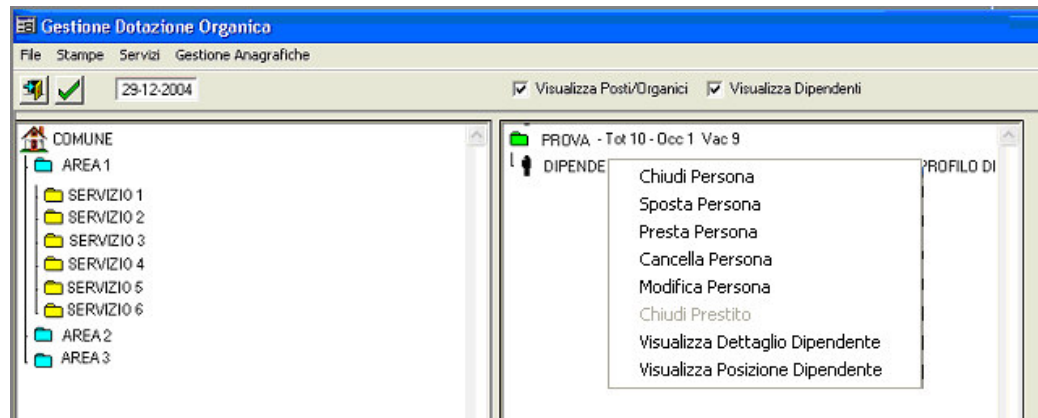 Gestione Dotazione Organica
File Stampe Servizi Gestione Anagrafiche
29-12-2004 Visualizza Posti/Organici Visualizza Dipendenti
COMUNE
AREA 1
SERVIZIO 1
SERVIZIO 2
SERVIZIO 3
SERVIZIO 4
SERVIZIO 5
SERVIZIO 6
AREA 2
AREA 3
PROVA - Tot 10 - Occ 1 Vac 9
DIPENDE PROFILO DI
Chiudi Persona
Sposta Persona
Presta Persona
Cancella Persona
Modifica Persona
Chiudi Prestito
Visualizza Dettaglio Dipendente
Visualizza Posizione Dipendente